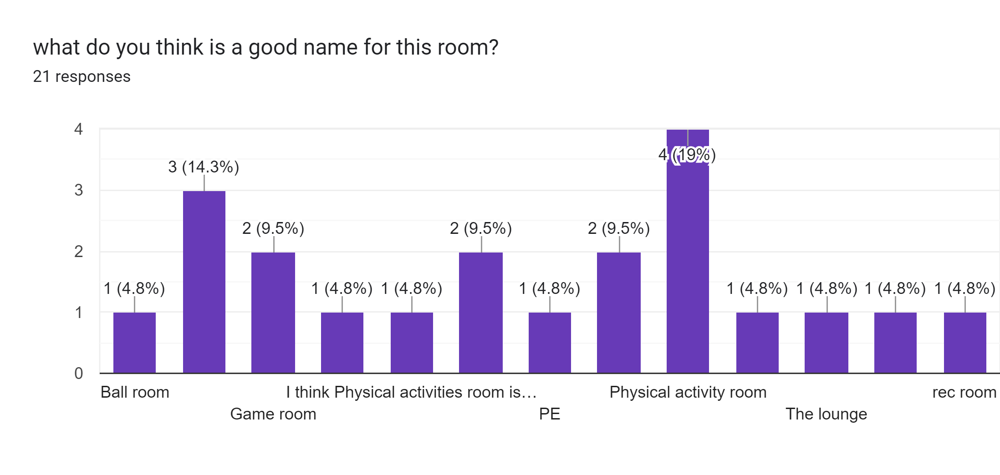 what do you think is a good name for this room?
21 responses
4
3
2
1
0
1 (4.8%)
3 (14.3%)
2 (9.5%)
1 (4.8%)
1 (4.8%)
2 (9.5%)
1 (4.8%)
2 (9.5%)
4 (19%)
1 (4.8%)
1 (4.8%)
1 (4.8%)
1 (4.8%)
Ball room
Game room
I think Physical activities room is…
PE
Physical activity room
The lounge
rec room